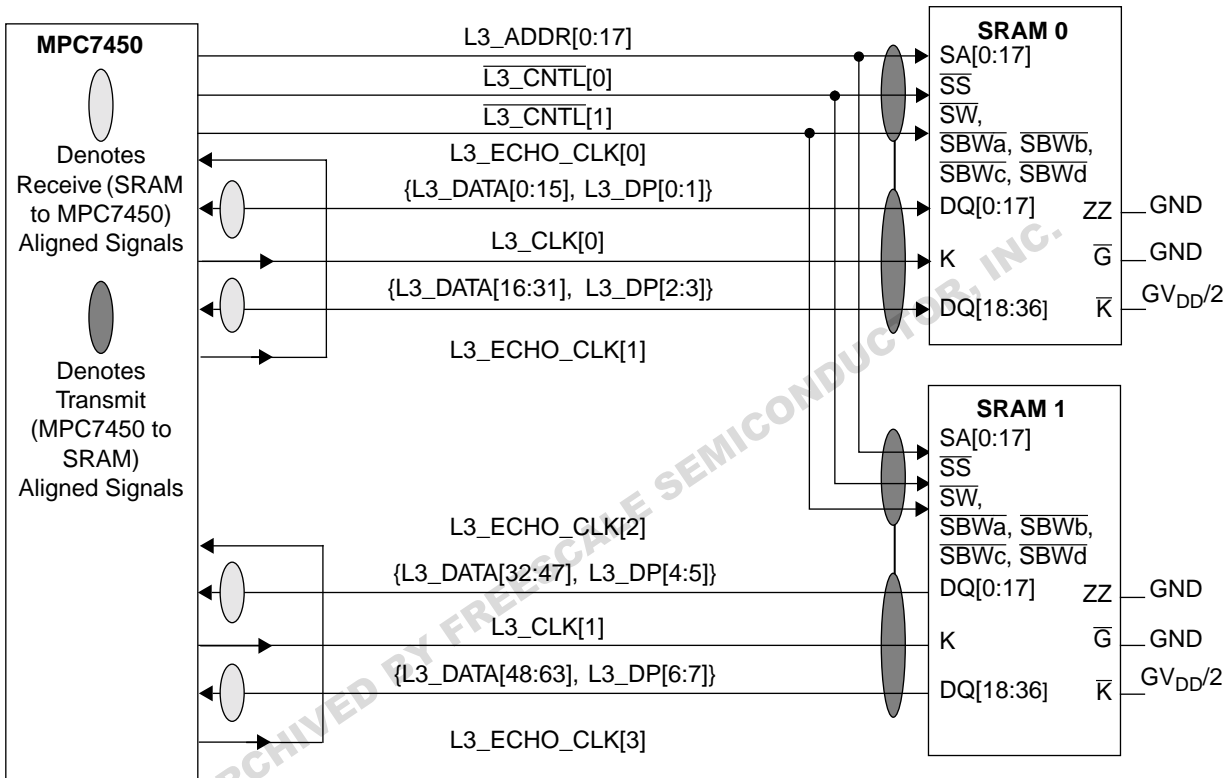 MPC7450
Denotes
Receive (SRAM
to MPC7450)
Aligned Signals
Denotes
Transmit
(MPC7450 to
SRAM)
Aligned Signals
L3_ADDR[0:17]
L3_CNTL[0]
L3_CNTL[1]
L3_ECHO_CLK[0]
{L3_DATA[0:15], L3_DP[0:1]}
L3_CLK[0]
{L3_DATA[16:31], L3_DP[2:3]}
L3_ECHO_CLK[1]
SRAM 0
SA[0:17]
SS
SW,
SBWa, SBWb,
SBWc, SBWd
DQ[0:17] ZZ GND
K G GND
DQ[18:36] K GVDD/2
L3_ECHO_CLK[2]
{L3_DATA[32:47], L3_DP[4:5]}
L3_CLK[1]
{L3_DATA[48:63], L3_DP[6:7]}
L3_ECHO_CLK[3]
SRAM 1
SA[0:17]
SS
SW,
SBWa, SBWb,
SBWc, SBWd
DQ[0:17] ZZ GND
K G GND
DQ[18:36] K GVDD/2
BY FREESCALE SEMICONDUCTOR, INC.